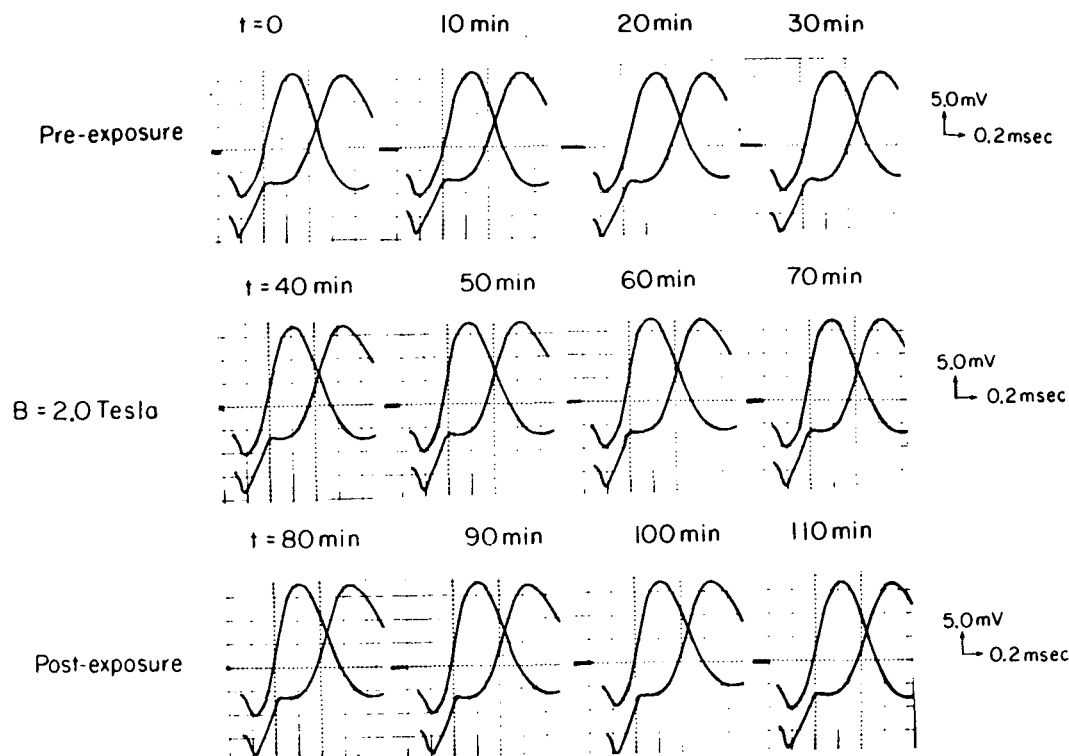 t=0 10 min 20 min 30 min
Pre-exposure
5.0mV
0.2msec
t = 40 min 50 min 60 min 70 min
B = 2.0 Tesla
5.0mV
0.2msec
t = 80 min 90 min 100 min 110 min
Post-exposure
5.0mV
0.2msec